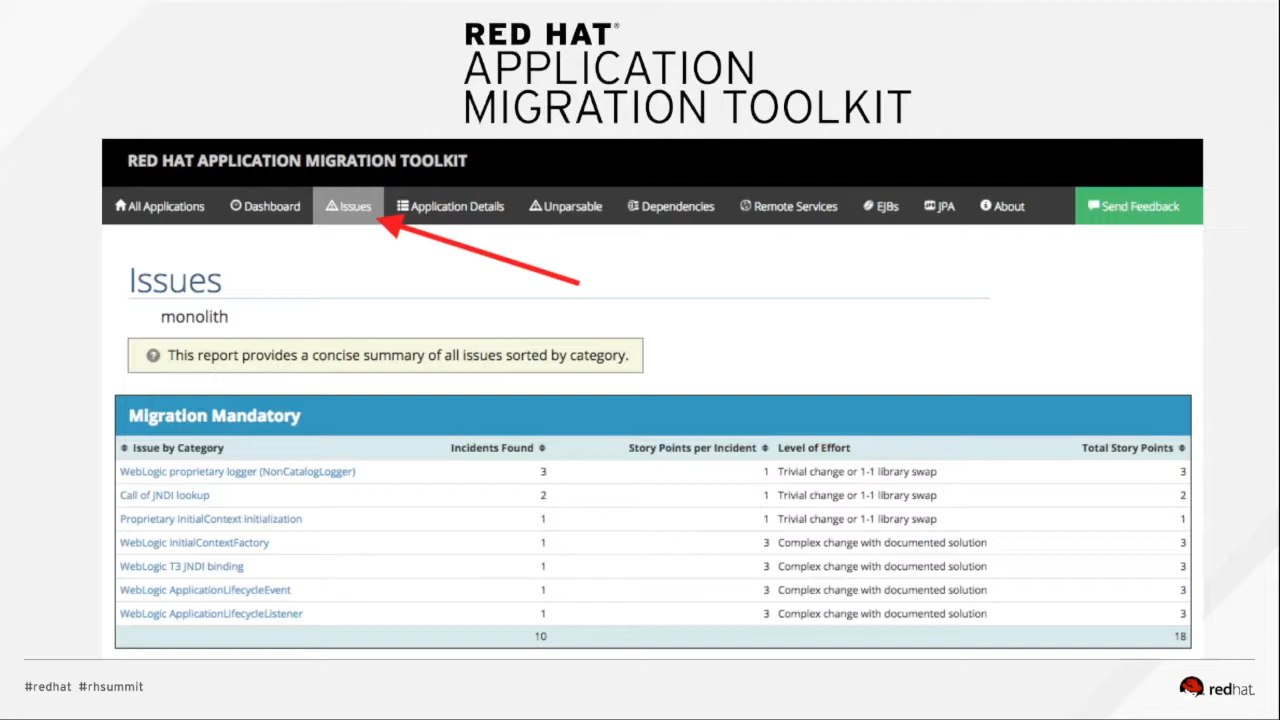 RED HAT®
APPLICATION
MIGRATION TOOLKIT
RED HAT APPLICATION MIGRATION TOOLKIT
All Applications Dashboard Issues Application Details Unparsable Dependencies Remote Services EJBs JPA About Send Feedback
Issues
monolith
This report provides a concise summary of all issues sorted by category.
Migration Mandatory
Issue by Category Incidents Found Story Points per Incident Level of Effort Total Story Points
WebLogic proprietary logger (NonCatalogLogger) 3 1 Trivial change or 1-1 library swap 3
Call of JNDI lookup 2 1 Trivial change or 1-1 library swap 2
Proprietary InitialContext initialization 1 1 Trivial change or 1-1 library swap 1
WebLogic InitialContextFactory 1 3 Complex change with documented solution 3
WebLogic T3 JNDI binding 1 3 Complex change with documented solution 3
WebLogic ApplicationLifecycleEvent 1 3 Complex change with documented solution 3
WebLogic ApplicationLifecycleListener 1 3 Complex change with documented solution 3
10 18
#redhat #rhsummit
redhat.